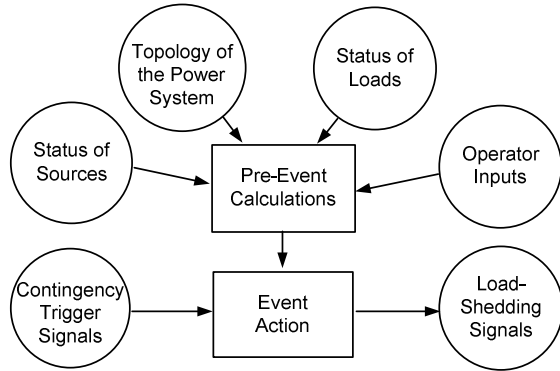 Topology of
the Power
System
Status of
Loads
Status of
Sources
Pre-Event
Calculations
Operator
Inputs
Contingency
Trigger
Signals
Event
Action
Load-
Shedding
Signals